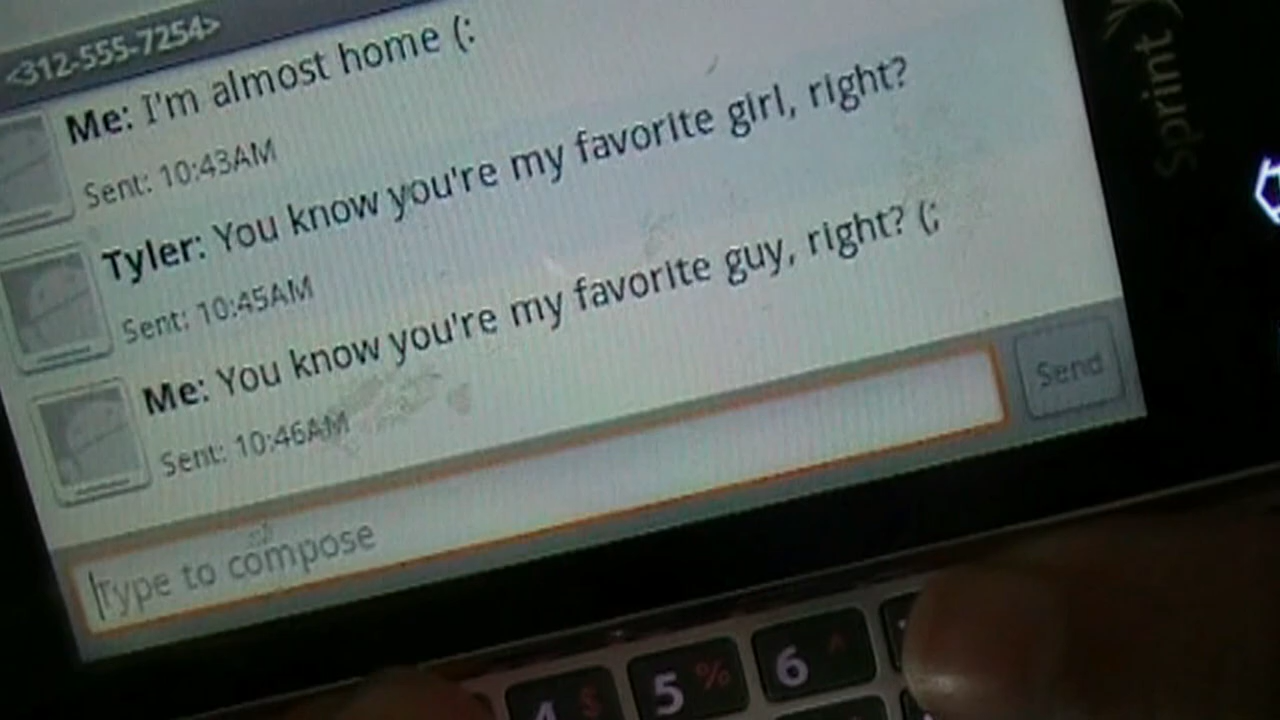 <312-555-7254>
Me: I'm almost home (:
Sent: 10:43AM
Tyler: You know you're my favorite girl, right?
Sent: 10:45AM
Me: You know you're my favorite guy, right? (;
Sent: 10:46AM
Type to compose
Send
Sprint
4 $
5 %
6 ^